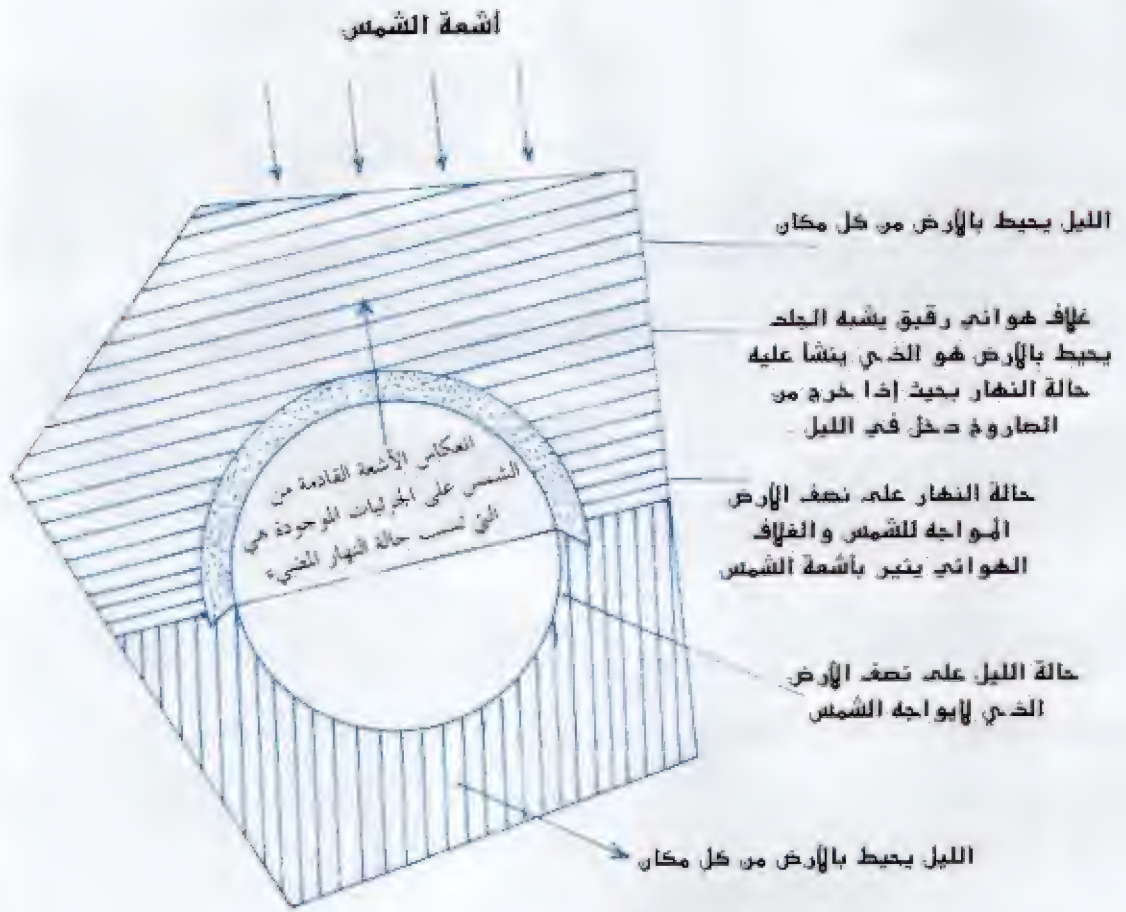 أشعة الشمس
الليل يحيط بالأرض من كل مكان
غلاف هوائي رقيق يشبه الجلد
يحيط بالأرض هو الذي ينشأ عليه
حالة النهار بحيث إذا خرج من
الصاروخ دخل في الليل
انعكاس الأشعة القادمة من
الشمس على الجزئيات الموجودة هي
التي تسبب حالة النهار المضيء
حالة النهار على نصف الأرض
المواجه للشمس والغلاف
الهوائي ينير بأشعة الشمس
حالة الليل على نصف الأرض
الذي لايواجه الشمس
الليل يحيط بالأرض من كل مكان